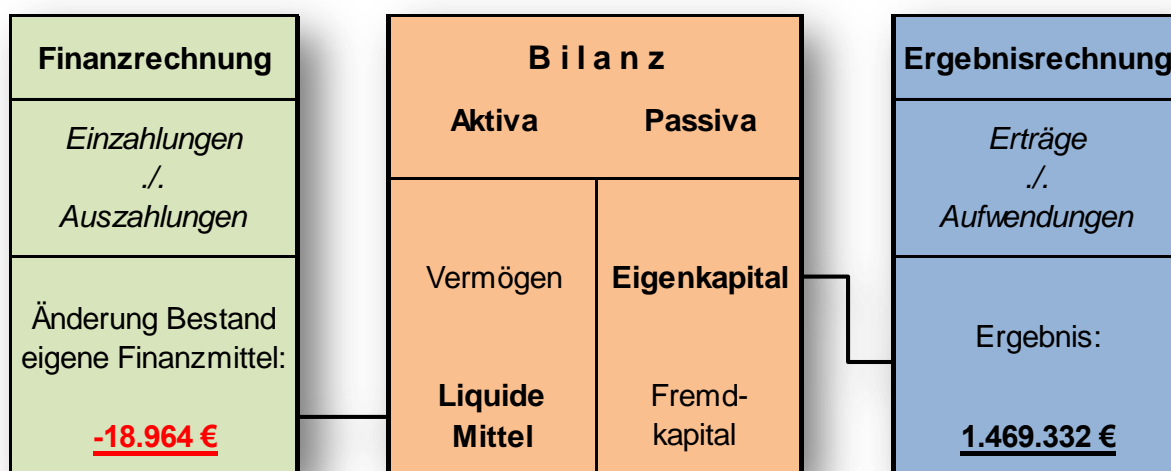 Finanzrechnung
Einzahlungen
./.
Auszahlungen
Änderung Bestand
eigene Finanzmittel:
-18.964 €
B i l a n z
Aktiva Passiva
Vermögen Eigenkapital
Liquide
Mittel
Fremd-
kapital
Ergebnisrechnung
Erträge
./.
Aufwendungen
Ergebnis:
1.469.332 €